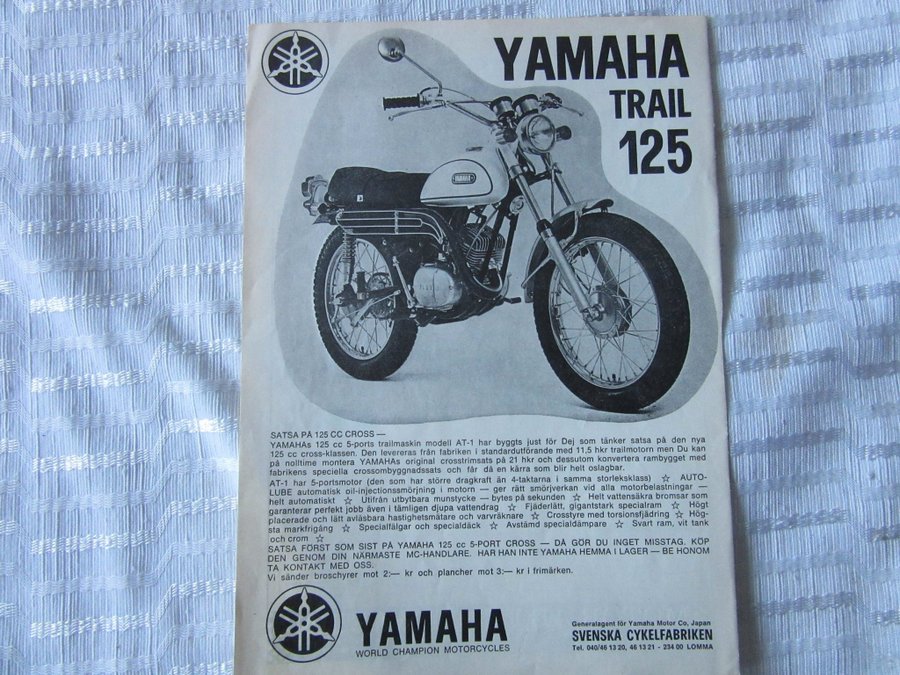 YAMAHA
TRAIL
125
YAMAHA
SATSA PÅ 125 CC CROSS —
YAMAHAs 125 cc 5-ports trailmaskin modell AT-1 har byggts just för Dej som tänker satsa på den nya
125 cc cross-klassen. Den levereras från fabriken i standardutförande med 11,5 hkr trailmotorn men Du kan
på nolltime montera YAMAHAs original crosstrimsats på 21 hkr och dessutom konvertera rambygget med
fabrikens speciella crossombyggnadssats och får då en kärra som blir helt oslagbar.
AT-1 har 5-portsmotor (den som har större dragkraft än 4-taktarna i samma storleksklass) ☆ AUTO-
LUBE automatisk oil-injectionssmörjning i motorn — ger rätt smörjverkan vid alla motorbelastningar —
helt automatiskt ☆ Utifrån utbytbara munstycke — bytes på sekunden ☆ Helt vattensäkra bromsar som
garanterar perfekt jobb även i tämligen djupa vattendrag ☆ Fjäderlätt, gigantstark specialram ☆ Högt
placerade och lätt avläsbara hastighetsmätare och varvräknare ☆ Crosstyre med torsionsfjädring ☆ Hög-
sta markfrigång ☆ Specialfälgar och specialdäck ☆ Avstämd specialdämpare ☆ Svart ram, vit tank
och crom ☆
SATSA FÖRST SOM SIST PÅ YAMAHA 125 cc 5-PORT CROSS — DÅ GÖR DU INGET MISSTAG. KÖP
DEN GENOM DIN NÄRMASTE MC-HANDLARE. HAR HAN INTE YAMAHA HEMMA I LAGER — BE HONOM
TA KONTAKT MED OSS.
Vi sänder broschyrer mot 2:— kr och plancher mot 3:— kr i frimärken.
YAMAHA
WORLD CHAMPION MOTORCYCLES
Generalagent för Yamaha Motor Co, Japan
SVENSKA CYKELFABRIKEN
Tel. 040/46 13 20, 46 13 21 - 234 00 LOMMA